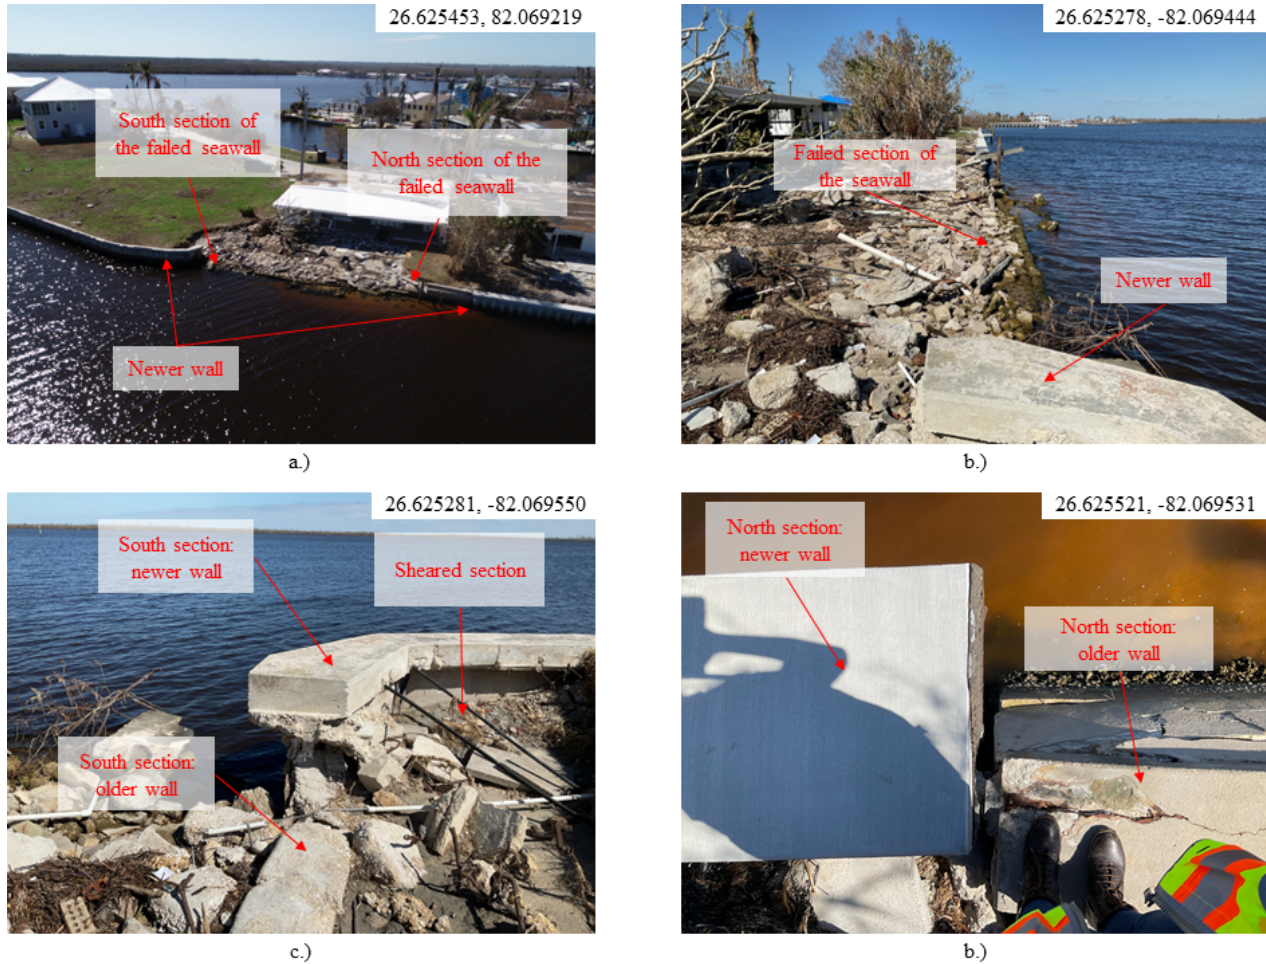 26.625453, 82.069219
South section of
the failed seawall
North section of the
failed seawall
Newer wall
a.)
26.625278, -82.069444
Failed section of
the seawall
Newer wall
b.)
26.625281, -82.069550
South section:
newer wall
Sheared section
South section:
older wall
c.)
26.625521, -82.069531
North section:
newer wall
North section:
older wall
b.)